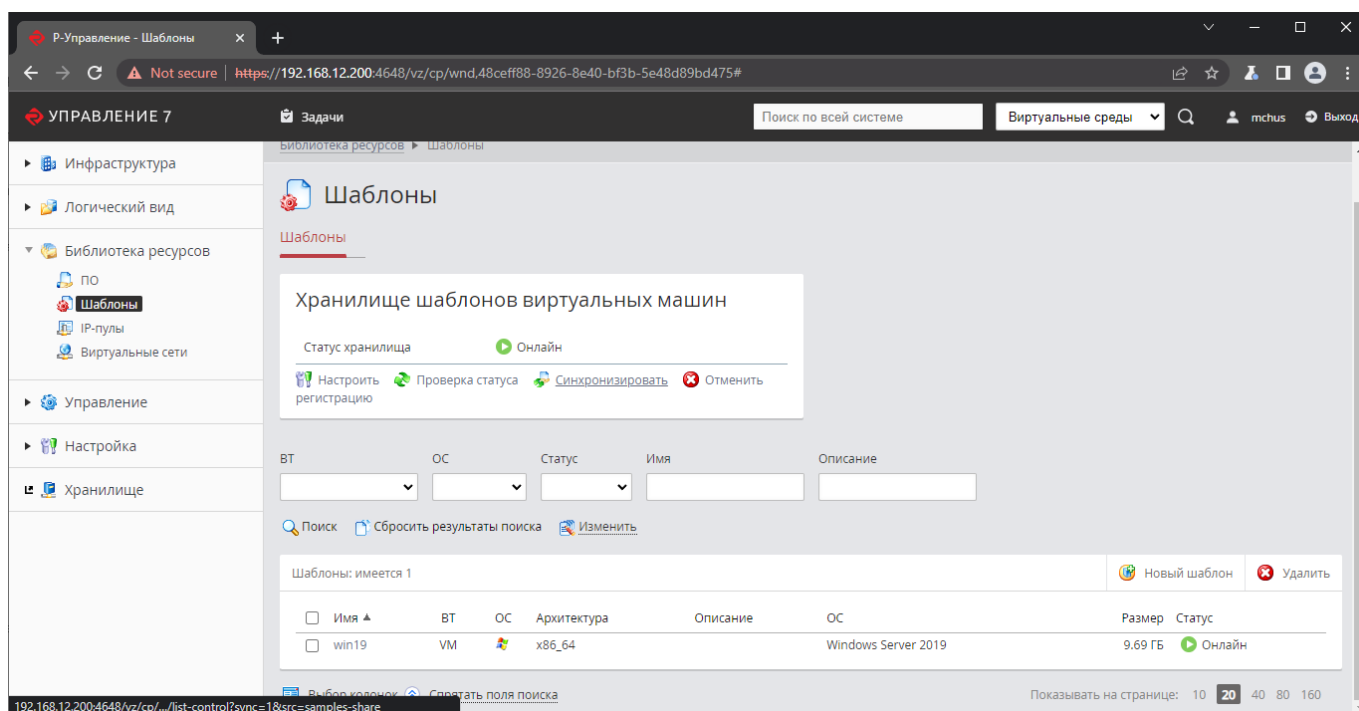 Р-Управление - Шаблоны
Not secure | https://192.168.12.200:4648/vz/cp/wnd,48ceff88-8926-8e40-bf3b-5e48d89bd475#
УПРАВЛЕНИЕ 7 Задачи Поиск по всей системе Виртуальные среды mchus Выход
Библиотека ресурсов Шаблоны
Инфраструктура
Логический вид
Библиотека ресурсов
ПО
Шаблоны
IP-пулы
Виртуальные сети
Управление
Настройка
Хранилище
Шаблоны
Шаблоны
Хранилище шаблонов виртуальных машин
Статус хранилища Онлайн
Настроить Проверка статуса Синхронизировать Отменить
регистрацию
ВТ ОС Статус Имя Описание
Поиск Сбросить результаты поиска Изменить
Шаблоны: имеется 1 Новый шаблон Удалить
Имя ВТ ОС Архитектура Описание ОС Размер Статус
win19 VM x86_64 Windows Server 2019 9.69 ГБ Онлайн
Выбор колонок Спрятать поля поиска Показывать на странице: 10 20 40 80 160
192.168.12.200:4648/vz/cp/.../list-control?sync=1&src=samples-share